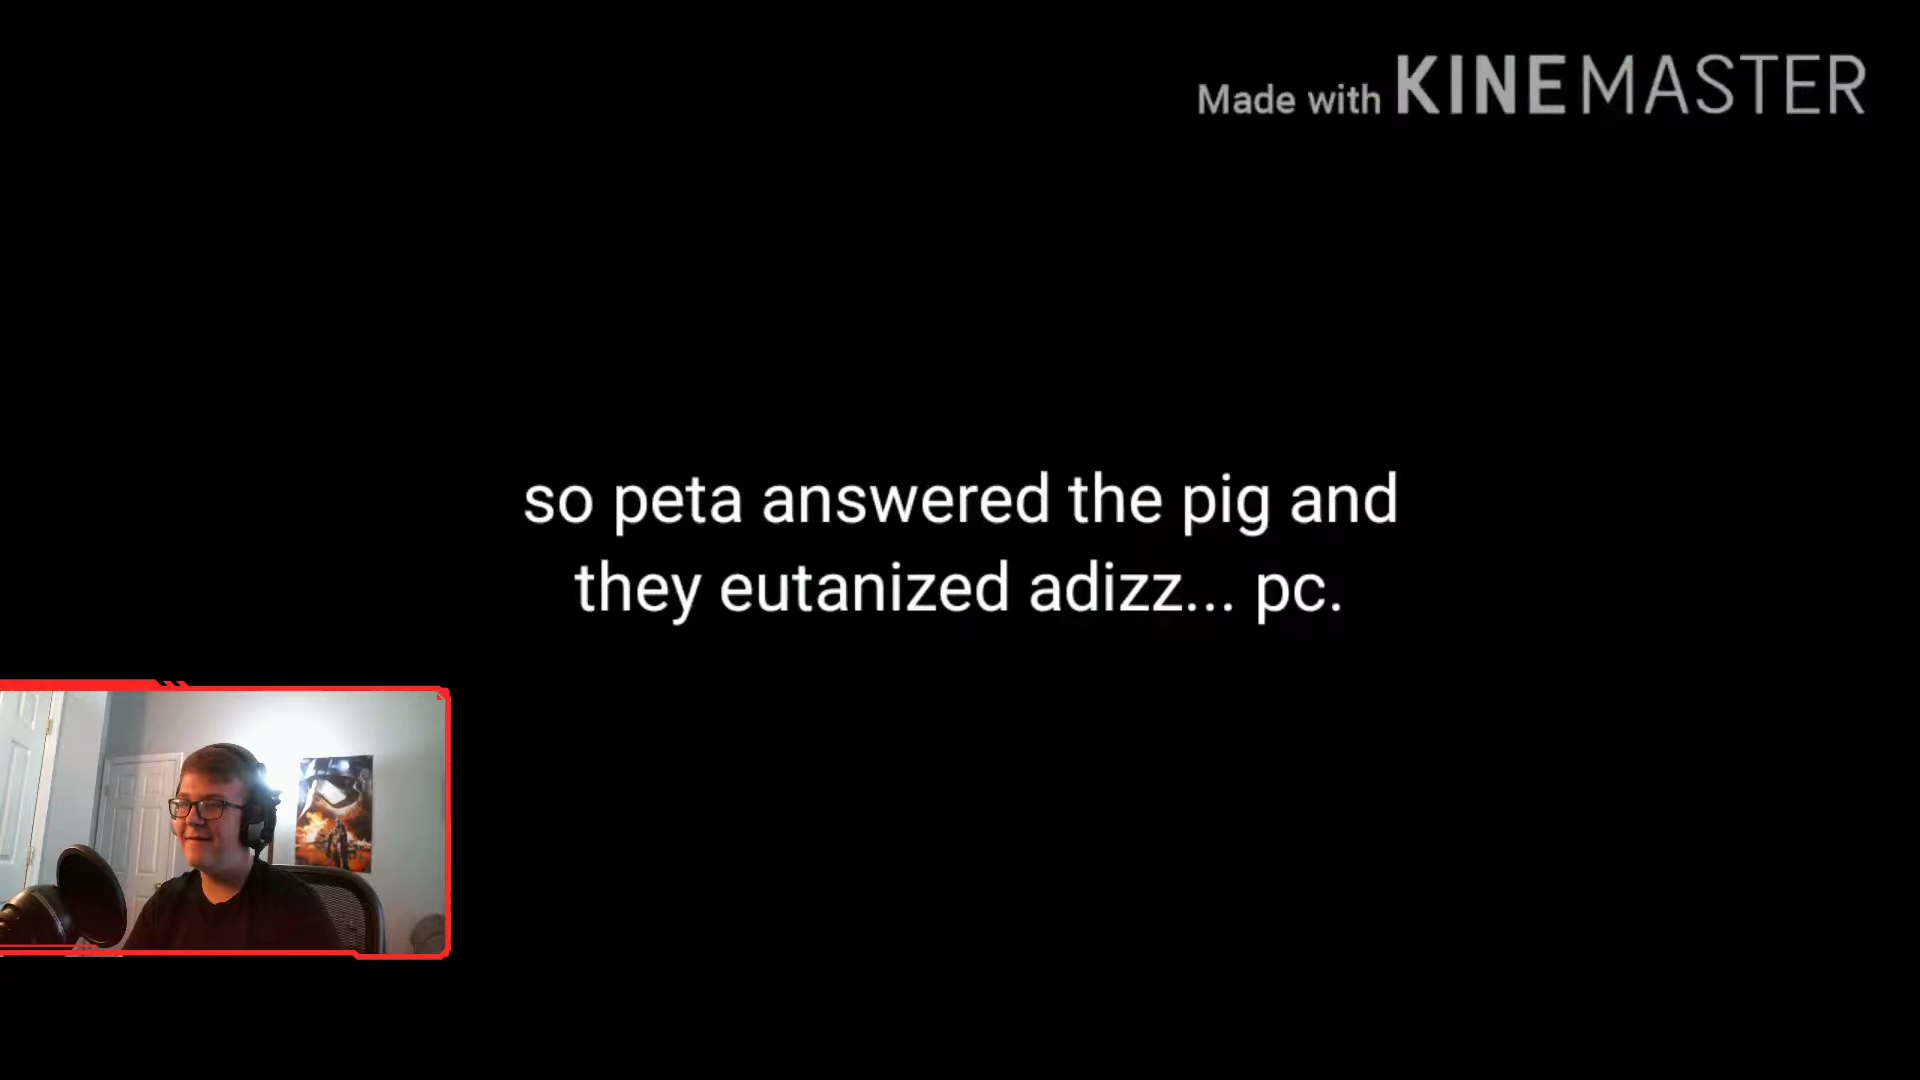 Made with KINEMASTER
so peta answered the pig and
they eutanized adizz... pc.